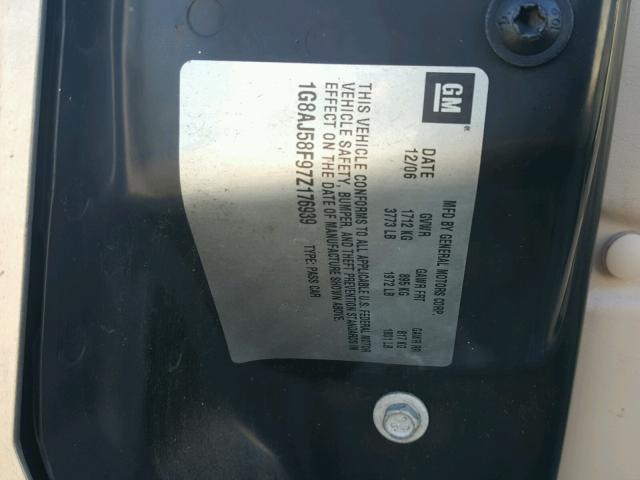 GM
MFD BY GENERAL MOTORS CORP.
DATE GVWR GAWR FRT GAWR RR
12/06 1712 KG 895 KG 817 KG
3773 LB 1972 LB 1801 LB
THIS VEHICLE CONFORMS TO ALL APPLICABLE U.S. FEDERAL MOTOR
VEHICLE SAFETY, BUMPER, AND THEFT PREVENTION STANDARDS IN
EFFECT ON THE DATE OF MANUFACTURE SHOWN ABOVE.
1G8AJ58F97Z176939 TYPE: PASS CAR